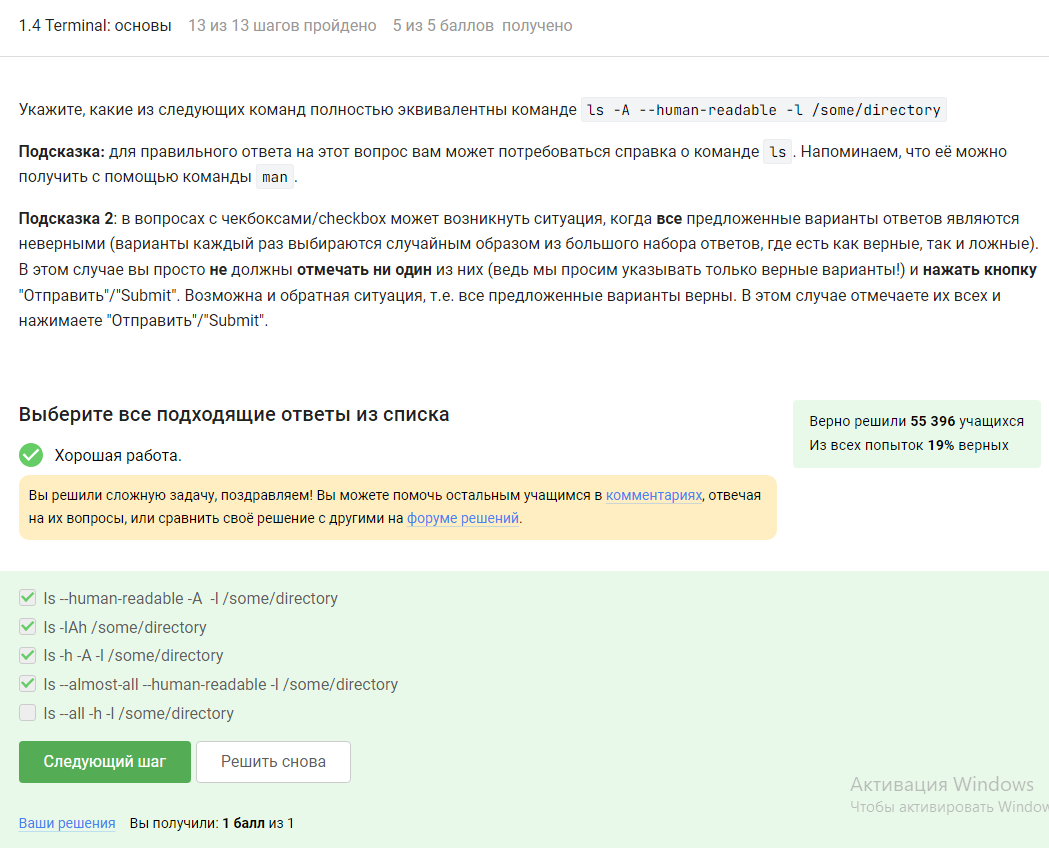 1.4 Terminal: основы 13 из 13 шагов пройдено 5 из 5 баллов получено
Укажите, какие из следующих команд полностью эквивалентны команде ls -A --human-readable -l /some/directory
Подсказка: для правильного ответа на этот вопрос вам может потребоваться справка о команде ls. Напоминаем, что её можно
получить с помощью команды man.
Подсказка 2: в вопросах с чекбоксами/checkbox может возникнуть ситуация, когда все предложенные варианты ответов являются
неверными (варианты каждый раз выбираются случайным образом из большого набора ответов, где есть как верные, так и ложные).
В этом случае вы просто не должны отмечать ни один из них (ведь мы просим указывать только верные варианты!) и нажать кнопку
"Отправить"/"Submit". Возможна и обратная ситуация, т.е. все предложенные варианты верны. В этом случае отмечаете их всех и
нажимаете "Отправить"/"Submit".
Выберите все подходящие ответы из списка
Верно решили 55 396 учащихся
Из всех попыток 19% верных
Хорошая работа.
Вы решили сложную задачу, поздравляем! Вы можете помочь остальным учащимся в комментариях, отвечая
на их вопросы, или сравнить своё решение с другими на форуме решений.
ls --human-readable -A -l /some/directory
ls -lAh /some/directory
ls -h -A -l /some/directory
ls --almost-all --human-readable -l /some/directory
ls --all -h -l /some/directory
Следующий шаг Решить снова
Активация Windows
Чтобы активировать Window
Ваши решения Вы получили: 1 балл из 1